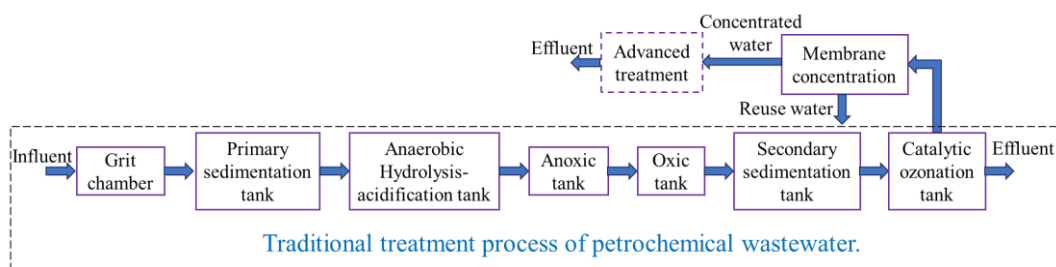 Concentrated
water
Effluent
Advanced
treatment
Membrane
concentration
Reuse water
Influent
Grit
chamber
Primary
sedimentation
tank
Anaerobic
Hydrolysis-
acidification tank
Anoxic
tank
Oxic
tank
Secondary
sedimentation
tank
Catalytic
ozonation
tank
Effluent
Traditional treatment process of petrochemical wastewater.